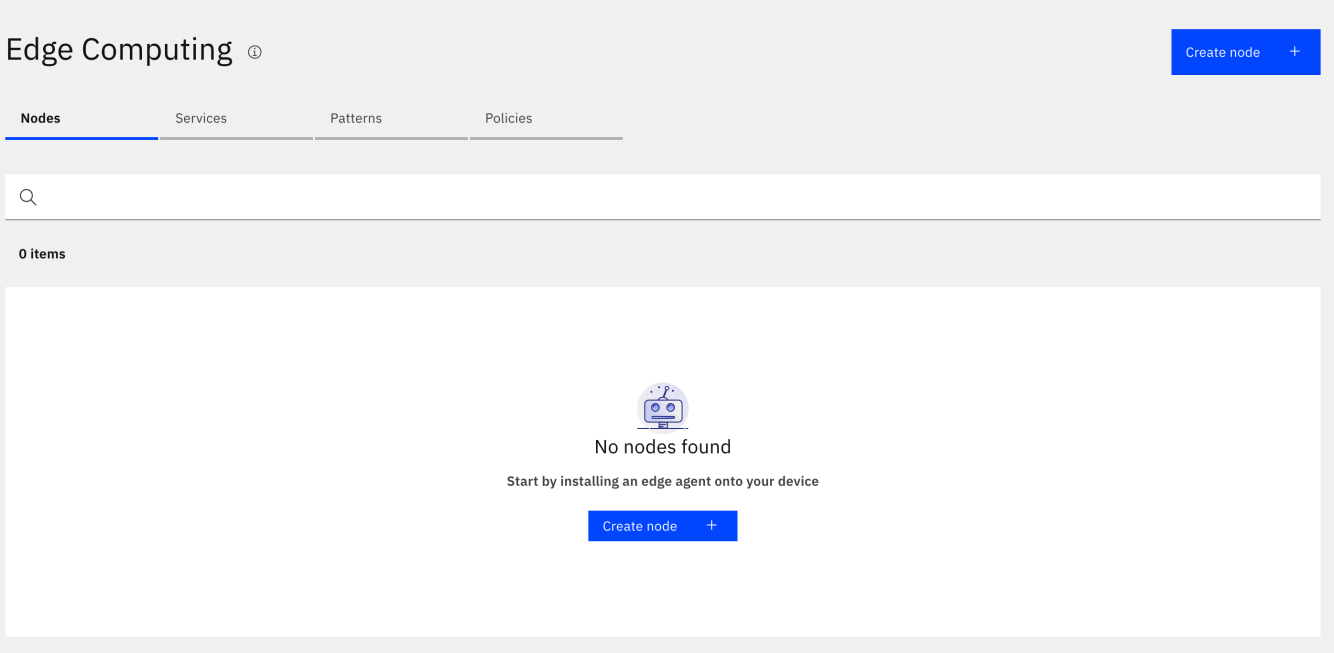 Edge Computing
Create node
Nodes Services Patterns Policies
0 items
No nodes found
Start by installing an edge agent onto your device
Create node